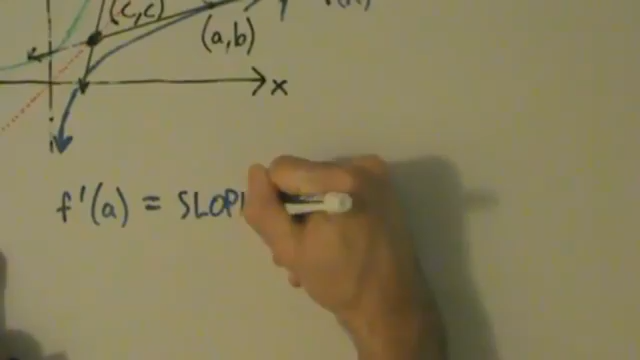 (c,c)
(a,b)
x
f'(a) = SLOP